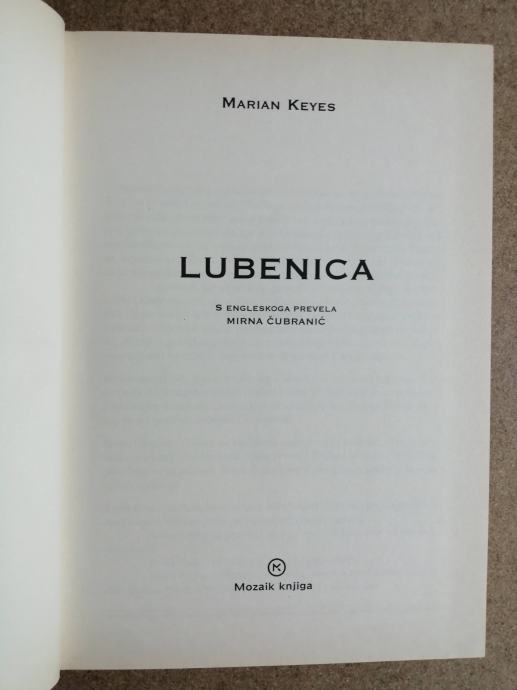 MARIAN KEYES
LUBENICA
S ENGLESKOGA PREVELA
MIRNA ČUBRANIĆ
M
Mozaik knjiga